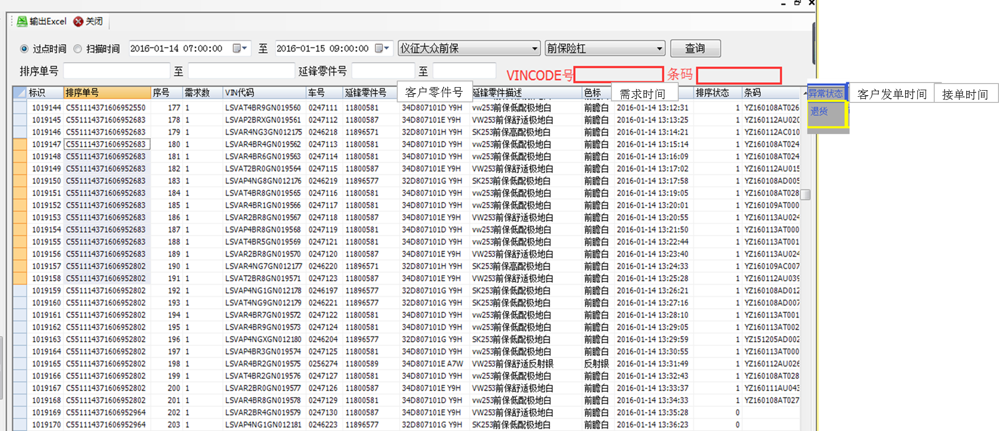 输出Excel 关闭
过点时间 扫描时间 2016-01-14 07:00:00 至 2016-01-15 09:00:00 仪征大众前保 前保险杠 查询
排序单号 至 延锋零件号 至 VINCODE号 条码
标识 排序单号 序号 需求数 VIN代码 车号 延锋零件号 客户零件号 延锋零件描述 色标 需求时间 排序状态 条码 异常状态 客户发单时间 接单时间
退货
1019144 C551114371606952550 177 1 LSVAT4BR9GN019560 0247111 11800581 34D807101D Y9H vw253前保低配极地白 前瞻白 2016-01-14 13:12:31 1 YZ160108AT026
1019145 C551114371606952683 178 1 LSVAP2BRXGN019561 0247112 11800587 34D807101E Y9H VW253前保舒适极地白 前瞻白 2016-01-14 13:13:25 1 YZ160112AU020
1019146 C551114371606952683 179 1 LSVAR4NG3GN012175 0246218 11896571 32D807101H Y9H SK253前保高配极地白 前瞻白 2016-01-14 13:14:21 1 YZ160112AC010
1019147 C551114371606952683 180 1 LSVAR4BR4GN019562 0247113 11800581 34D807101D Y9H vw253前保低配极地白 前瞻白 2016-01-14 13:15:14 1 YZ160108AT024
1019148 C551114371606952683 181 1 LSVAR4BR6GN019563 0247114 11800581 34D807101D Y9H vw253前保低配极地白 前瞻白 2016-01-14 13:16:09 1 YZ160108AT024
1019149 C551114371606952683 182 1 LSVAT2BR0GN019564 0247115 11800587 34D807101E Y9H VW253前保舒适极地白 前瞻白 2016-01-14 13:17:02 1 YZ160112AU015
1019150 C551114371606952683 183 1 LSVAP4NG8GN012176 0246219 11896577 32D807101G Y9H SK253前保低配极地白 前瞻白 2016-01-14 13:17:58 1 YZ160108AD005
1019151 C551114371606952683 184 1 LSVAT4BR8GN019565 0247116 11800581 34D807101D Y9H vw253前保低配极地白 前瞻白 2016-01-14 13:19:05 1 YZ160108AT028
1019152 C551114371606952683 185 1 LSVAR4BR1GN019566 0247117 11800581 34D807101D Y9H vw253前保低配极地白 前瞻白 2016-01-14 13:20:01 1 YZ160109AT000
1019153 C551114371606952683 186 1 LSVAR2BR8GN019567 0247118 11800587 34D807101E Y9H VW253前保舒适极地白 前瞻白 2016-01-14 13:20:55 1 YZ160113AU024
1019154 C551114371606952683 187 1 LSVAP4BR8GN019568 0247119 11800581 34D807101D Y9H vw253前保低配极地白 前瞻白 2016-01-14 13:21:50 1 YZ160113AT000
1019155 C551114371606952683 188 1 LSVAT4BR5GN019569 0247121 11800581 34D807101D Y9H vw253前保低配极地白 前瞻白 2016-01-14 13:22:44 1 YZ160113AT001
1019156 C551114371606952683 189 1 LSVAR2BR8GN019570 0247120 11800587 34D807101E Y9H VW253前保舒适极地白 前瞻白 2016-01-14 13:23:40 1 YZ160113AU024
1019157 C551114371606952802 190 1 LSVAR4NG7GN012177 0246220 11896571 32D807101H Y9H SK253前保高配极地白 前瞻白 2016-01-14 13:24:33 1 YZ160109AC007
1019158 C551114371606952802 191 1 LSVAT2BR8GN019571 0247123 11800587 34D807101E Y9H VW253前保舒适极地白 前瞻白 2016-01-14 13:25:28 1 YZ160112AU039
1019159 C551114371606952802 192 1 LSVAP4NG1GN012178 0246197 11896577 32D807101G Y9H SK253前保低配极地白 前瞻白 2016-01-14 13:26:21 1 YZ160108AD012
1019160 C551114371606952802 193 1 LSVAT4NG9GN012179 0246221 11896577 32D807101G Y9H SK253前保低配极地白 前瞻白 2016-01-14 13:27:16 1 YZ160108AD007
1019161 C551114371606952802 194 1 LSVAR4BR7GN019572 0247122 11800581 34D807101D Y9H vw253前保低配极地白 前瞻白 2016-01-14 13:28:10 1 YZ160113AT001
1019162 C551114371606952802 195 1 LSVAR4BR9GN019573 0247124 11800581 34D807101D Y9H vw253前保低配极地白 前瞻白 2016-01-14 13:29:05 1 YZ160113AT002
1019163 C551114371606952802 196 1 LSVAP4NGXGN012180 0246204 11896577 32D807101G Y9H SK253前保低配极地白 前瞻白 2016-01-14 13:29:59 1 YZ151205AD002
1019164 C551114371606952802 197 1 LSVAP4BR3GN019574 0247125 11800581 34D807101D Y9H vw253前保低配极地白 前瞻白 2016-01-14 13:30:55 1 YZ160113AT000
1019165 C551114371606952802 198 1 LSVAR4BR2GN019575 0256274 11800589 34D807101E A7W VW253前保舒适反射银 反射银 2016-01-14 13:31:49 1 YZ160112AU026
1019166 C551114371606952802 199 1 LSVAT4BR2GN019576 0247127 11800581 34D807101D Y9H vw253前保低配极地白 前瞻白 2016-01-14 13:32:43 1 YZ160108AT028
1019167 C551114371606952802 200 1 LSVAR2BR0GN019577 0247126 11800587 34D807101E Y9H VW253前保舒适极地白 前瞻白 2016-01-14 13:33:37 1 YZ160111AU043
1019168 C551114371606952802 201 1 LSVAR4BR8GN019578 0247129 11800581 34D807101D Y9H vw253前保低配极地白 前瞻白 2016-01-14 13:34:33 1 YZ160108AT027
1019169 C551114371606952964 202 1 LSVAR2BR4GN019579 0247130 11800587 34D807101E Y9H VW253前保舒适极地白 前瞻白 2016-01-14 13:35:28 0
1019170 C551114371606952964 203 1 LSVAP4NG1GN012181 0246223 11896577 32D807101G Y9H SK253前保低配极地白 前瞻白 2016-01-14 13:36:23 0